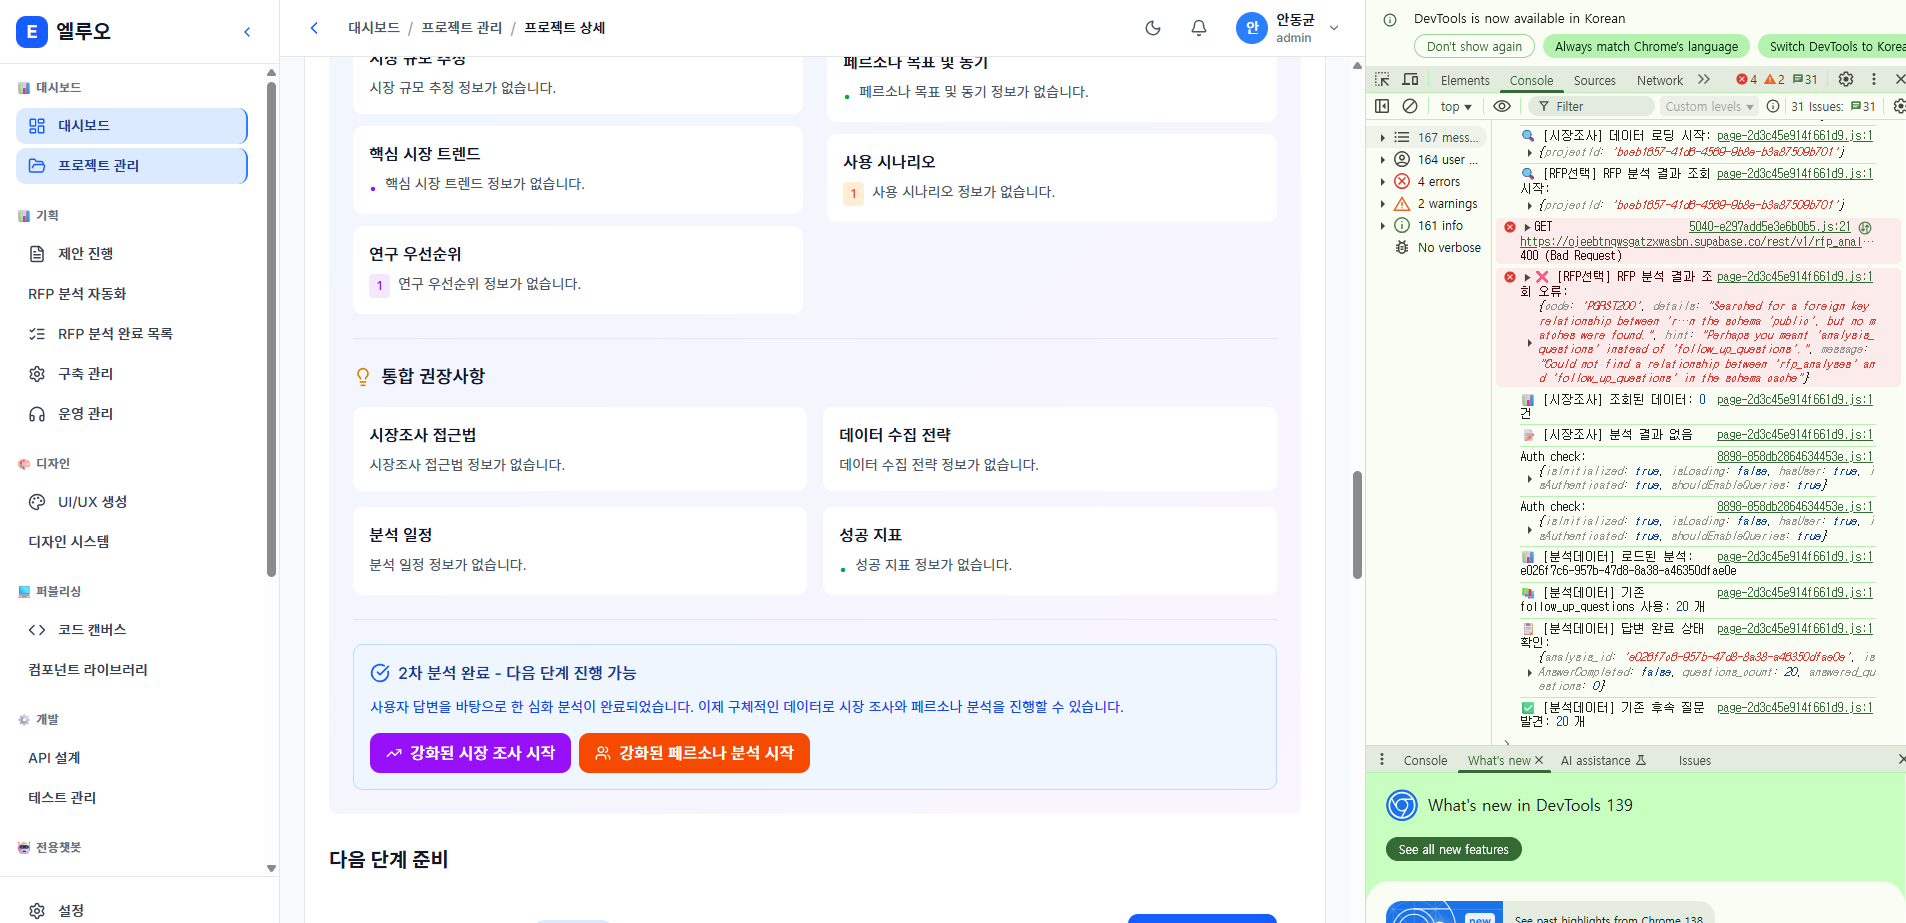 E 엘루오
대시보드 / 프로젝트 관리 / 프로젝트 상세
안 안동균
admin
대시보드
대시보드
프로젝트 관리
기획
제안 진행
RFP 분석 자동화
RFP 분석 완료 목록
구축 관리
운영 관리
디자인
UI/UX 생성
디자인 시스템
퍼블리싱
코드 캔버스
컴포넌트 라이브러리
개발
API 설계
테스트 관리
전용챗봇
설정
시장 규모 추정
시장 규모 추정 정보가 없습니다.
페르소나 목표 및 동기
페르소나 목표 및 동기 정보가 없습니다.
핵심 시장 트렌드
핵심 시장 트렌드 정보가 없습니다.
사용 시나리오
1 사용 시나리오 정보가 없습니다.
연구 우선순위
1 연구 우선순위 정보가 없습니다.
통합 권장사항
시장조사 접근법
시장조사 접근법 정보가 없습니다.
데이터 수집 전략
데이터 수집 전략 정보가 없습니다.
분석 일정
분석 일정 정보가 없습니다.
성공 지표
성공 지표 정보가 없습니다.
2차 분석 완료 - 다음 단계 진행 가능
사용자 답변을 바탕으로 한 심화 분석이 완료되었습니다. 이제 구체적인 데이터로 시장 조사와 페르소나 분석을 진행할 수 있습니다.
강화된 시장 조사 시작
강화된 페르소나 분석 시작
다음 단계 준비
DevTools is now available in Korean
Don't show again
Always match Chrome's language
Switch DevTools to Korea
Elements Console Sources Network 4 2 31
top Filter Custom levels 31 Issues: 31
167 mess...
164 user ...
4 errors
2 warnings
161 info
No verbose
[시장조사] 데이터 로딩 시작: page-2d3c45e914f661d9.js:1
{projectId: 'bceb1657-41d6-4569-9b8e-b3a87509b701'}
[RFP선택] RFP 분석 결과 조회 page-2d3c45e914f661d9.js:1
시작:
{projectId: 'bceb1657-41d6-4569-9b8e-b3a87509b701'}
GET 5040-e297add5e3e6b0b5.js:21
https://ojeebtnqwsgatzxwasbn.supabase.co/rest/v1/rfp_anal…
400 (Bad Request)
[RFP선택] RFP 분석 결과 조 page-2d3c45e914f661d9.js:1
회 오류:
{code: 'PGRST200', details: "Searched for a foreign key
relationship between 'r…n the schema 'public', but no m
atches were found.", hint: "Perhaps you meant 'analysis_
questions' instead of 'follow_up_questions'.", message:
"Could not find a relationship between 'rfp_analyses' an
d 'follow_up_questions' in the schema cache"}
[시장조사] 조회된 데이터: 0 page-2d3c45e914f661d9.js:1
건
[시장조사] 분석 결과 없음 page-2d3c45e914f661d9.js:1
Auth check: 8898-858db2864634453e.js:1
{isInitialized: true, isLoading: false, hasUser: true, i
sAuthenticated: true, shouldEnableQueries: true}
Auth check: 8898-858db2864634453e.js:1
{isInitialized: true, isLoading: false, hasUser: true, i
sAuthenticated: true, shouldEnableQueries: true}
[분석데이터] 로드된 분석: page-2d3c45e914f661d9.js:1
e026f7c6-957b-47d8-8a38-a46350dfae0e
[분석데이터] 기존 page-2d3c45e914f661d9.js:1
follow_up_questions 사용: 20 개
[분석데이터] 답변 완료 상태 page-2d3c45e914f661d9.js:1
확인:
{analysis_id: 'e026f7c6-957b-47d8-8a38-a46350dfae0e', is
AnswerCompleted: false, questions_count: 20, answered_qu
estions: 0}
[분석데이터] 기존 후속 질문 page-2d3c45e914f661d9.js:1
발견: 20 개
Console What's new AI assistance Issues
What's new in DevTools 139
See all new features
new See past highlights from Chrome 138